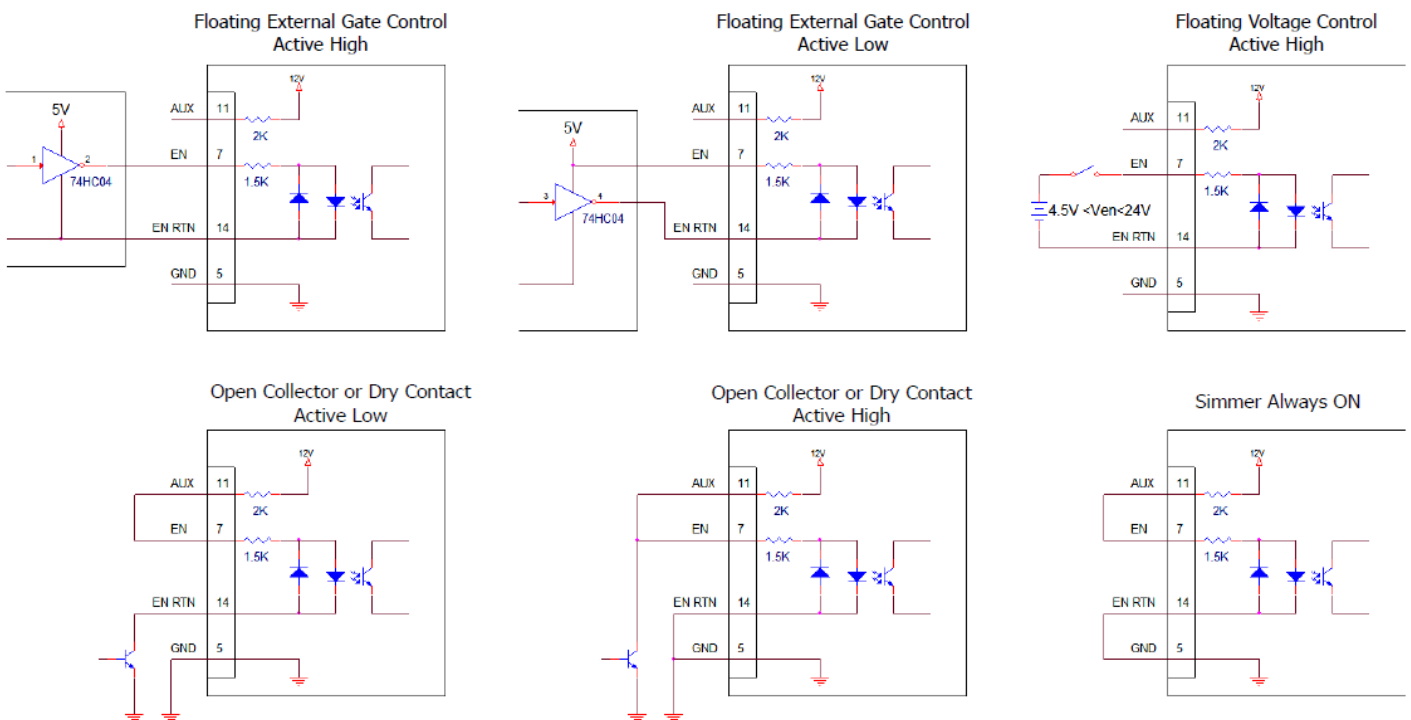 Floating External Gate Control
Active High
12V
AUX 11
2K
5V
EN 7
1.5K
1 2
74HC04
EN RTN 14
GND 5
Floating External Gate Control
Active Low
12V
AUX 11
2K
5V
EN 7
1.5K
3 4
74HC04
EN RTN 14
GND 5
Floating Voltage Control
Active High
12V
AUX 11
2K
EN 7
1.5K
4.5V <Ven<24V
EN RTN 14
GND 5
Open Collector or Dry Contact
Active Low
12V
AUX 11
2K
EN 7
1.5K
EN RTN 14
GND 5
Open Collector or Dry Contact
Active High
12V
AUX 11
2K
EN 7
1.5K
EN RTN 14
GND 5
Simmer Always ON
12V
AUX 11
2K
EN 7
1.5K
EN RTN 14
GND 5